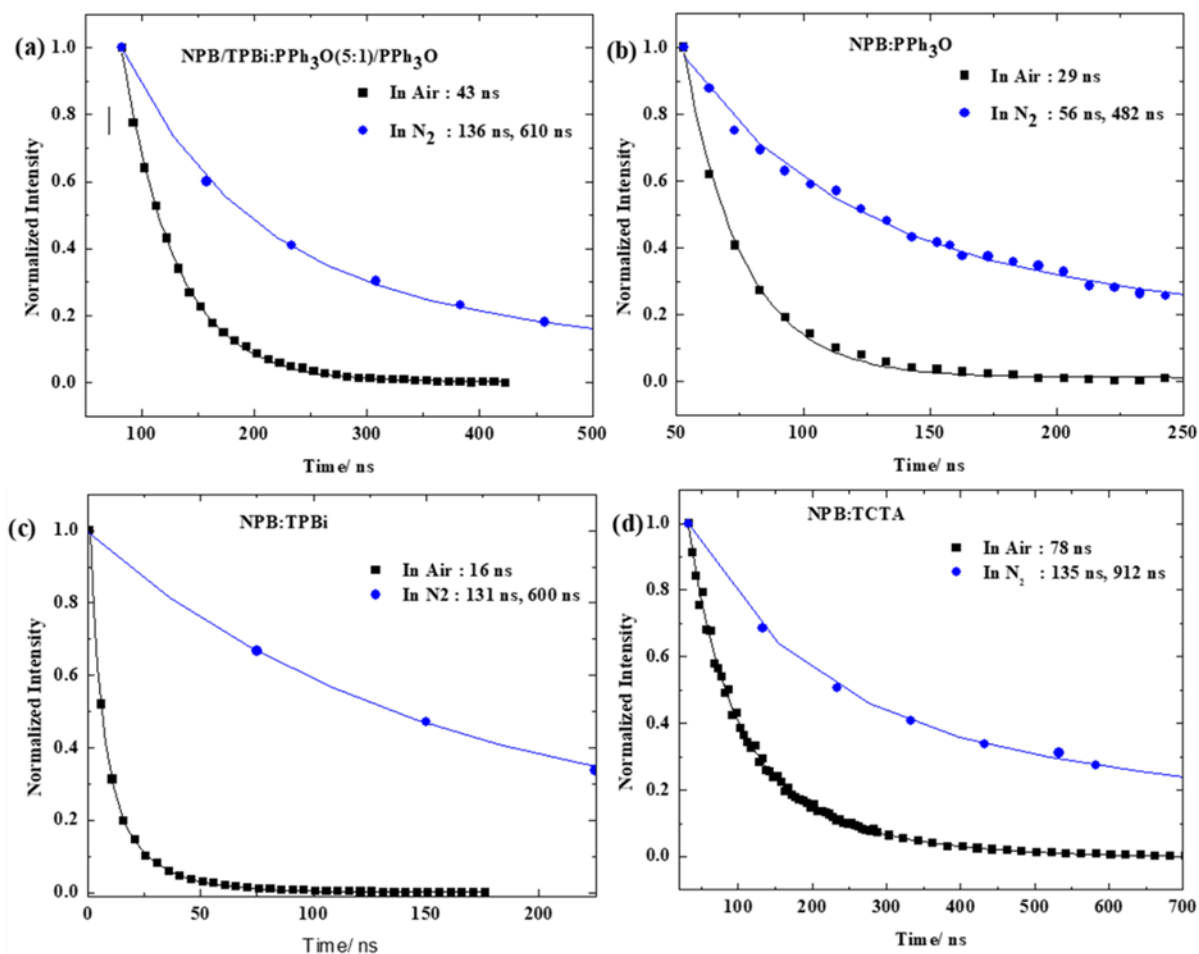 (a)
NPB/TPBi:PPh₃O(5:1)/PPh₃O
In Air : 43 ns
In N₂ : 136 ns, 610 ns
Normalized Intensity
1.0
0.8
0.6
0.4
0.2
0.0
100 200 300 400 500
Time/ ns
(b)
NPB:PPh₃O
In Air : 29 ns
In N₂ : 56 ns, 482 ns
Normalized Intensity
1.0
0.8
0.6
0.4
0.2
0.0
50 100 150 200 250
Time/ ns
(c)
NPB:TPBi
In Air : 16 ns
In N2 : 131 ns, 600 ns
Normalized Intensity
1.0
0.8
0.6
0.4
0.2
0.0
0 50 100 150 200
Time/ ns
(d)
NPB:TCTA
In Air : 78 ns
In N₂ : 135 ns, 912 ns
Normalized Intensity
1.0
0.8
0.6
0.4
0.2
0.0
100 200 300 400 500 600 700
Time/ ns